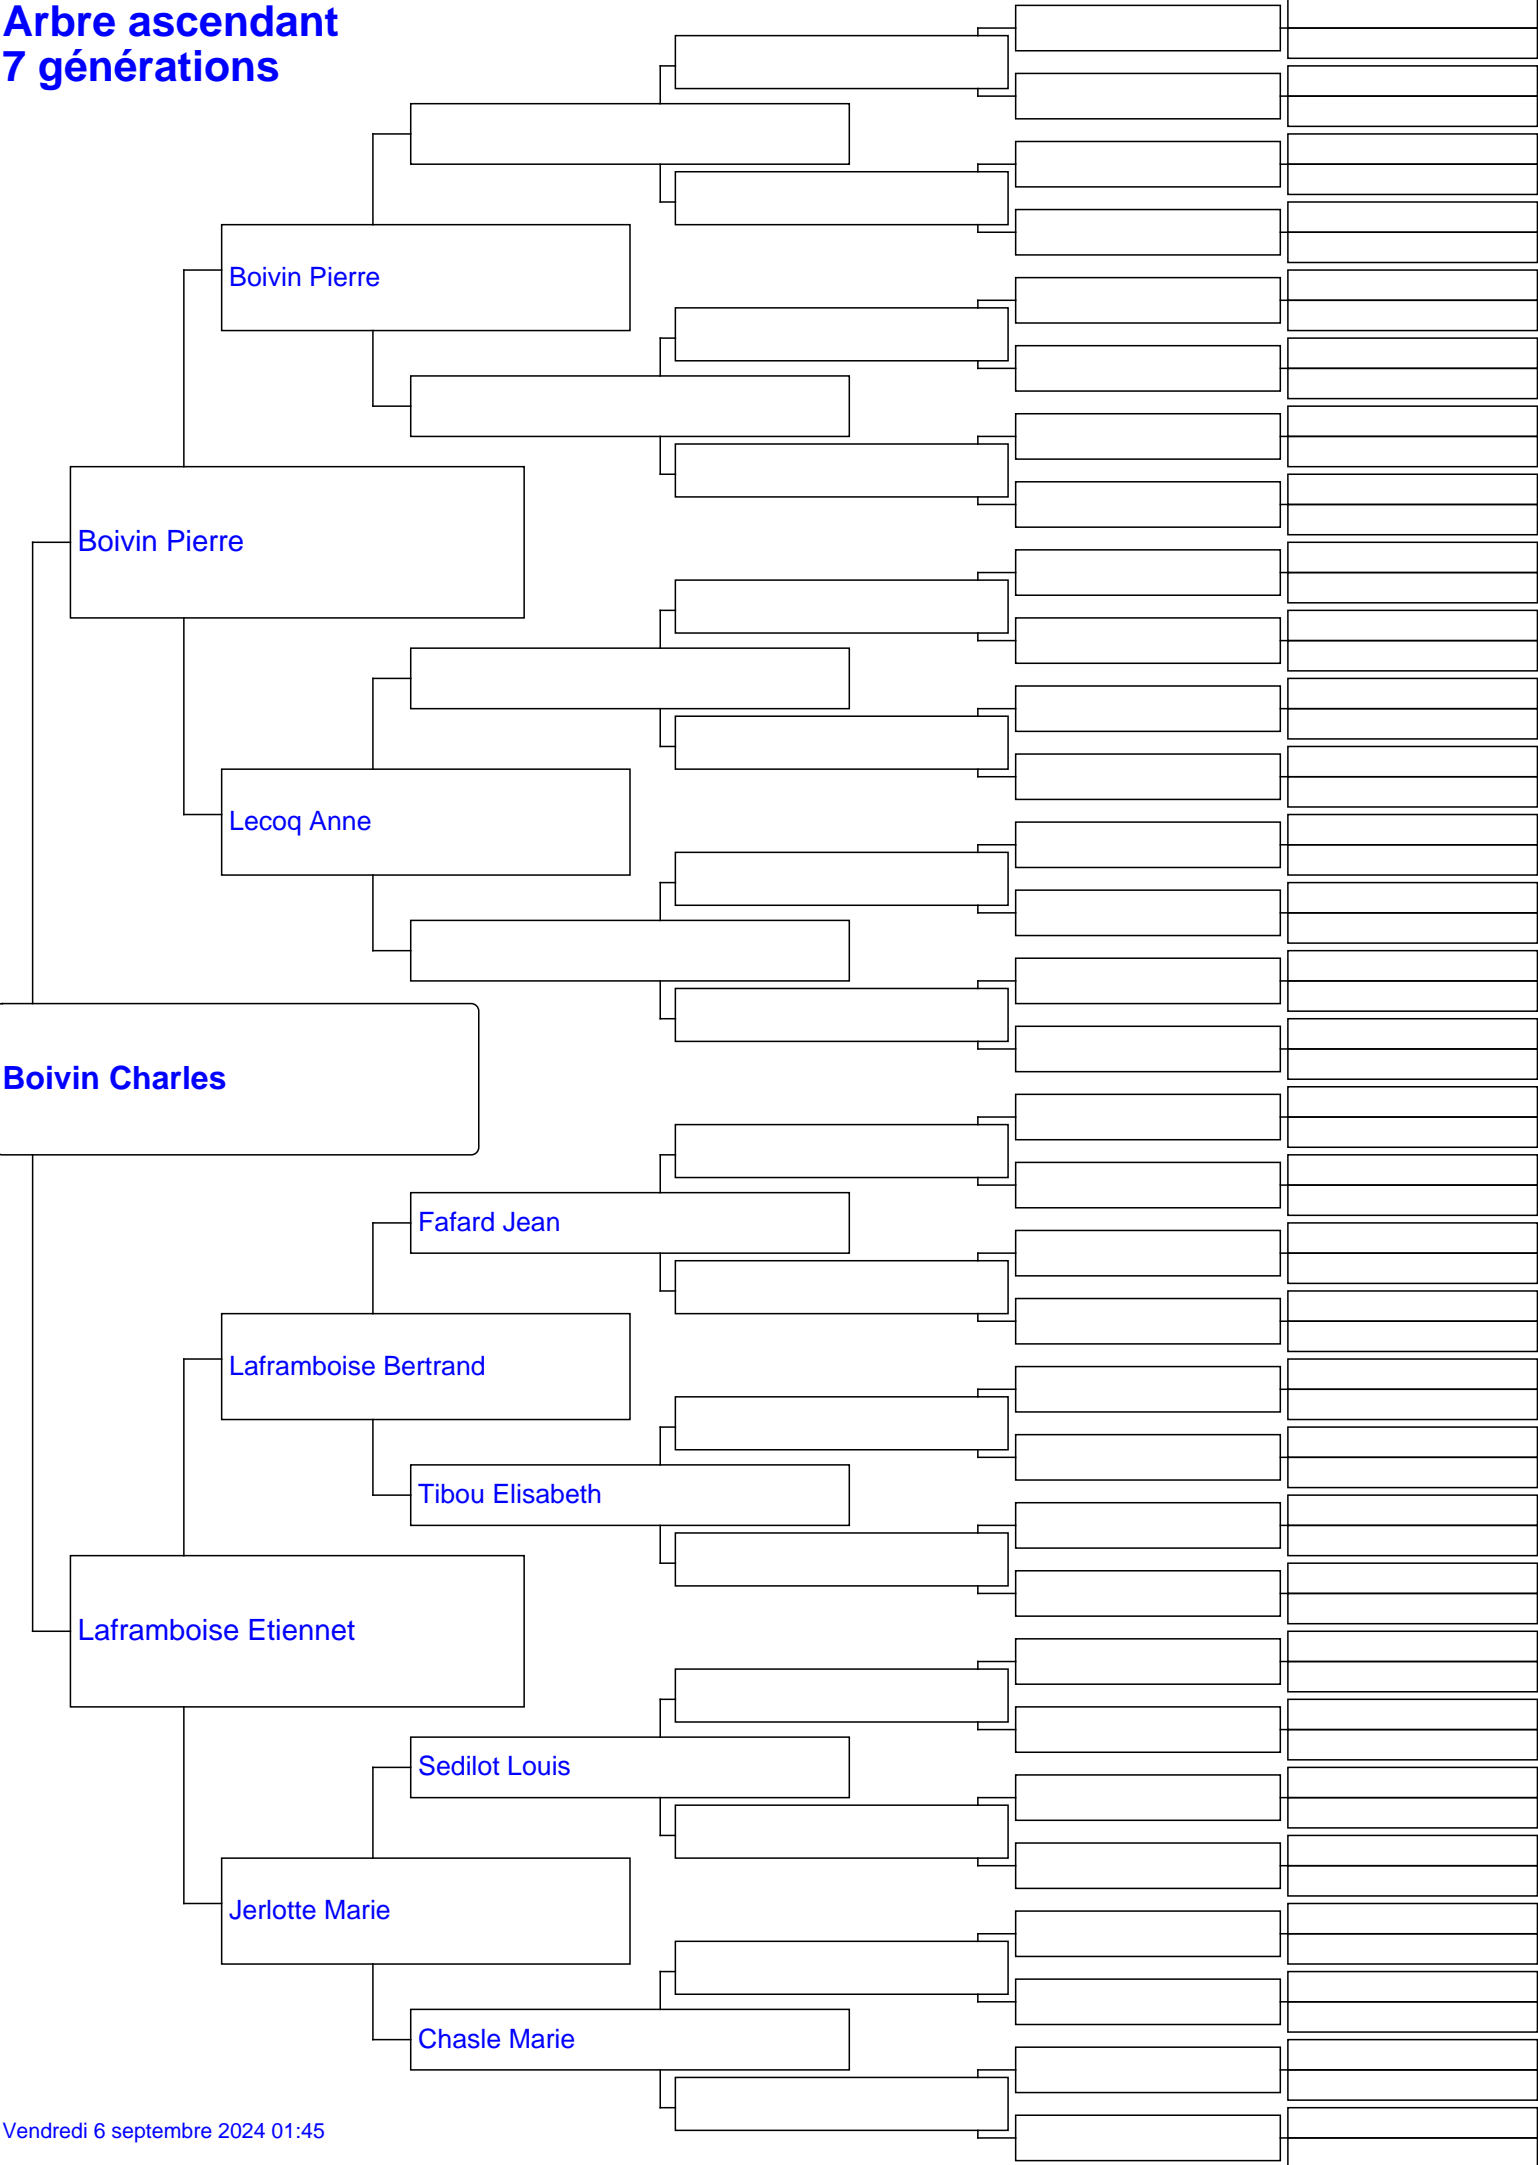 Arbre ascendant
7 générations
Boivin Pierre
Boivin Pierre
Lecoq Anne
Boivin Charles
Fafard Jean
Laframboise Bertrand
Tibou Elisabeth
Laframboise Etiennet
Sedilot Louis
Jerlotte Marie
Chasle Marie
Vendredi 6 septembre 2024 01:45